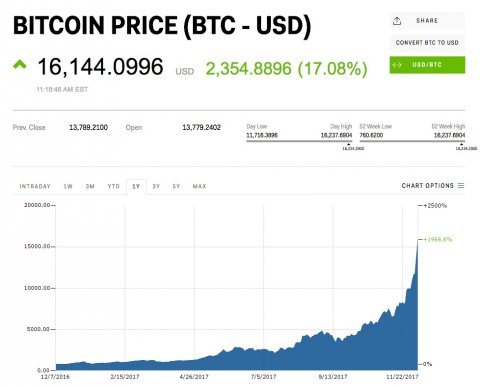 BITCOIN PRICE (BTC - USD)
SHARE
CONVERT BTC TO USD
USD/BTC
16,144.0996 USD 2,354.8896 (17.08%)
11:18:46 AM EST
Prev. Close 13,789.2100 Open 13,779.2402
Day Low Day High 52 Week Low 52 Week High
11,716.3896 16,237.6904 760.6200 16,237.6904
16,234.2900 16,234.2900
INTRADAY 1W 3M YTD 1Y 3Y 5Y MAX CHART OPTIONS
20000.00 +2500%
15000.00 +1966.6%
10000.00
5000.00
0.00 0%
12/7/2016 2/15/2017 4/26/2017 7/5/2017 9/13/2017 11/22/2017